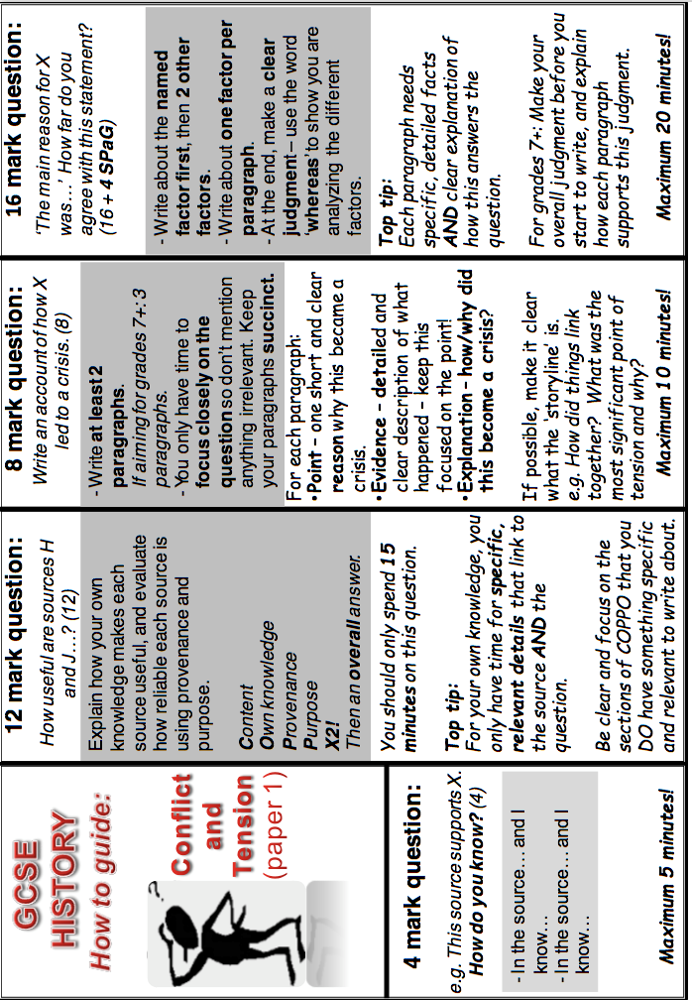 GCSE
HISTORY
How to guide:
Conflict
and
Tension
(paper 1)
?
4 mark question:
e.g. This source supports X.
How do you know? (4)
- In the source… and I
know…
- In the source… and I
know…
Maximum 5 minutes!
12 mark question:
How useful are sources H
and J…? (12)
Explain how your own
knowledge makes each
source useful, and evaluate
how reliable each source is
using provenance and
purpose.
Content
Own knowledge
Provenance
Purpose
X2!
Then an overall answer.
You should only spend 15
minutes on this question.
Top tip:
For your own knowledge, you
only have time for specific,
relevant details that link to
the source AND the
question.
Be clear and focus on the
sections of COPPO that you
DO have something specific
and relevant to write about.
8 mark question:
Write an account of how X
led to a crisis. (8)
- Write at least 2
paragraphs.
If aiming for grades 7+: 3
paragraphs.
- You only have time to
focus closely on the
question so don't mention
anything irrelevant. Keep
your paragraphs succinct.
For each paragraph:
•Point – one short and clear
reason why this became a
crisis.
•Evidence - detailed and
clear description of what
happened – keep this
focused on the point!
•Explanation – how/why did
this become a crisis?
If possible, make it clear
what the 'storyline' is.
e.g. How did things link
together? What was the
most significant point of
tension and why?
Maximum 10 minutes!
16 mark question:
'The main reason for X
was…' How far do you
agree with this statement?
(16 + 4 SPaG)
- Write about the named
factor first, then 2 other
factors.
- Write about one factor per
paragraph.
- At the end, make a clear
judgment – use the word
'whereas' to show you are
analyzing the different
factors.
Top tip:
Each paragraph needs
specific, detailed facts
AND clear explanation of
how this answers the
question.
For grades 7+: Make your
overall judgment before you
start to write, and explain
how each paragraph
supports this judgment.
Maximum 20 minutes!